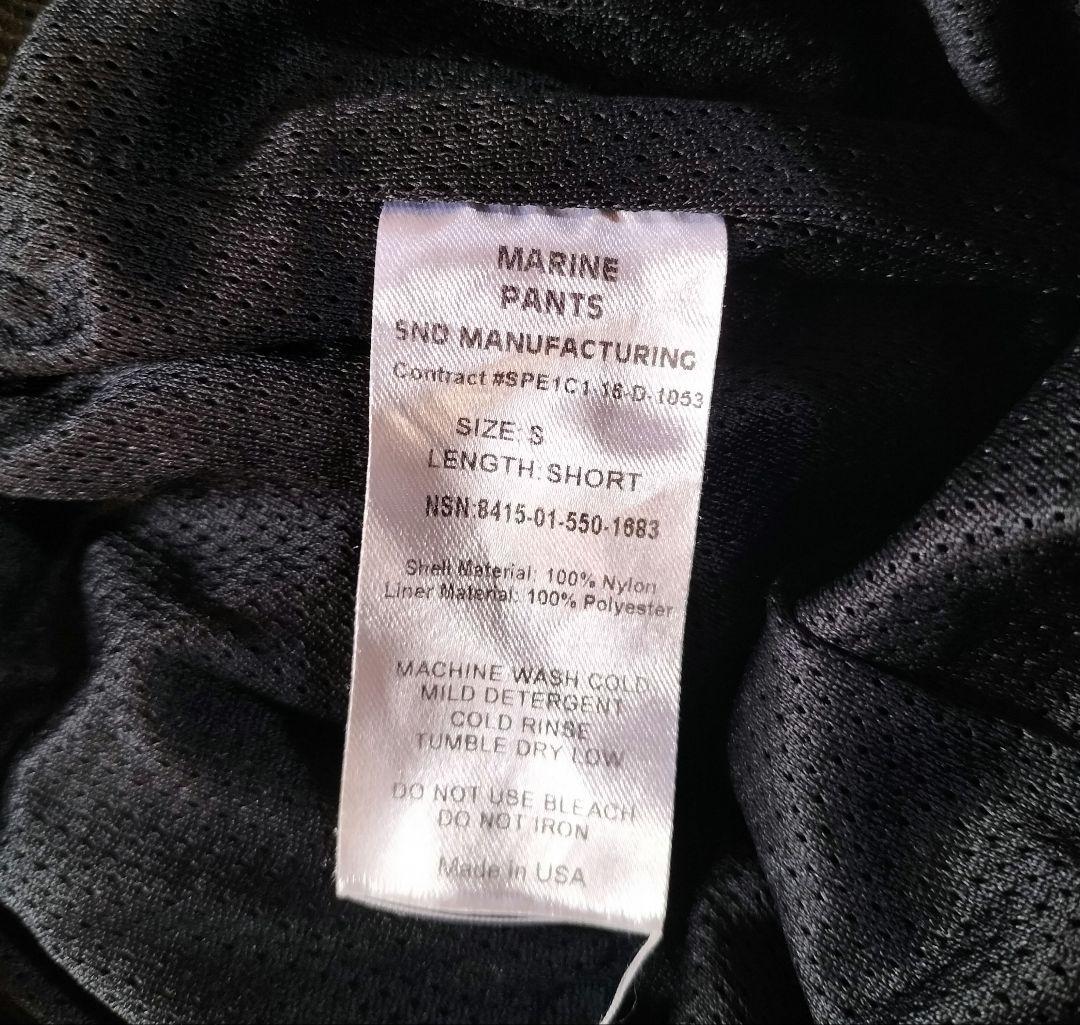 MARINE
PANTS
SND MANUFACTURING
Contract #SPE1C1-16-D-1053
SIZE: S
LENGTH: SHORT
NSN:8415-01-550-1683
Shell Material: 100% Nylon
Liner Material: 100% Polyester
MACHINE WASH COLD
MILD DETERGENT
COLD RINSE
TUMBLE DRY LOW
DO NOT USE BLEACH
DO NOT IRON
Made in USA